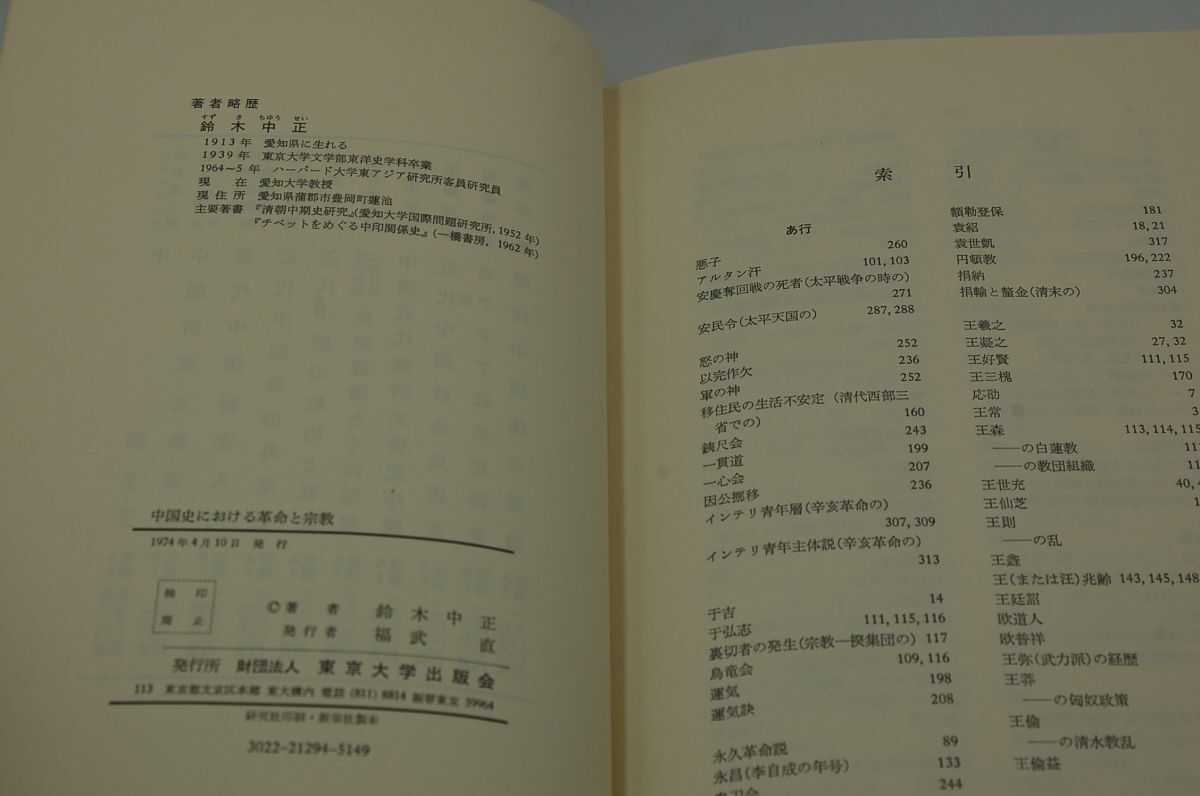 著者略歴
すず き ちゆう せい
鈴木中正
1913年 愛知県に生れる
1939年 東京大学文学部東洋史学科卒業
1964〜5年 ハーバード大学東アジア研究所客員研究員
現在 愛知大学教授
現住所 愛知県蒲郡市豊岡町蓮池
主要著書 『清朝中期史研究』(愛知大学国際問題研究所, 1952年)
『チベットをめぐる中印関係史』(一橋書房, 1962年)
中国史における革命と宗教
1974年4月10日 発行
検印
廃止
©著者 鈴木中正
発行者 福武直
発行所 財団法人 東京大学出版会
113 東京都文京区本郷 東大構内 電話 (811) 8814 振替東京 59964
研究社印刷・新栄社製本
3022-21294-5149
索引
あ行
悪子 260
アルタン汗 101, 103
安慶奪回戦の死者(太平戦争の時の)
271
安民令(太平天国の) 287, 288
怒の神 252
以完作欠 236
軍の神 252
移住民の生活不安定(清代西部三
省での) 160
銕尺会 243
一貫道 199
一心会 207
因公挪移 236
インテリ青年層(辛亥革命の)
307, 309
インテリ青年主体説(辛亥革命の)
313
于吉 14
于弘志 111, 115, 116
裏切者の発生(宗教一揆集団の) 117
烏竜会 109, 116
運気 198
運気訣 208
永久革命説 89
永昌(李自成の年号) 133
244
額勒登保 181
袁紹 18, 21
袁世凱 317
円頓教 196, 222
捐納 237
捐輸と釐金(清末の) 304
王羲之 32
王凝之 27, 32
王好賢 111, 115
王三槐 170
応劭 7
王常 3
王森 113, 114, 115
――の白蓮教
――の教団組織
王世充 40,
王仙芝
王則
――の乱
王鑫
王(または汪)兆齢 143, 145, 148
王廷詔
欧道人
欧普祥
王弥(武力派)の経歴
王莽
――の匈奴政策
王倫
――の清水教乱
王倫益